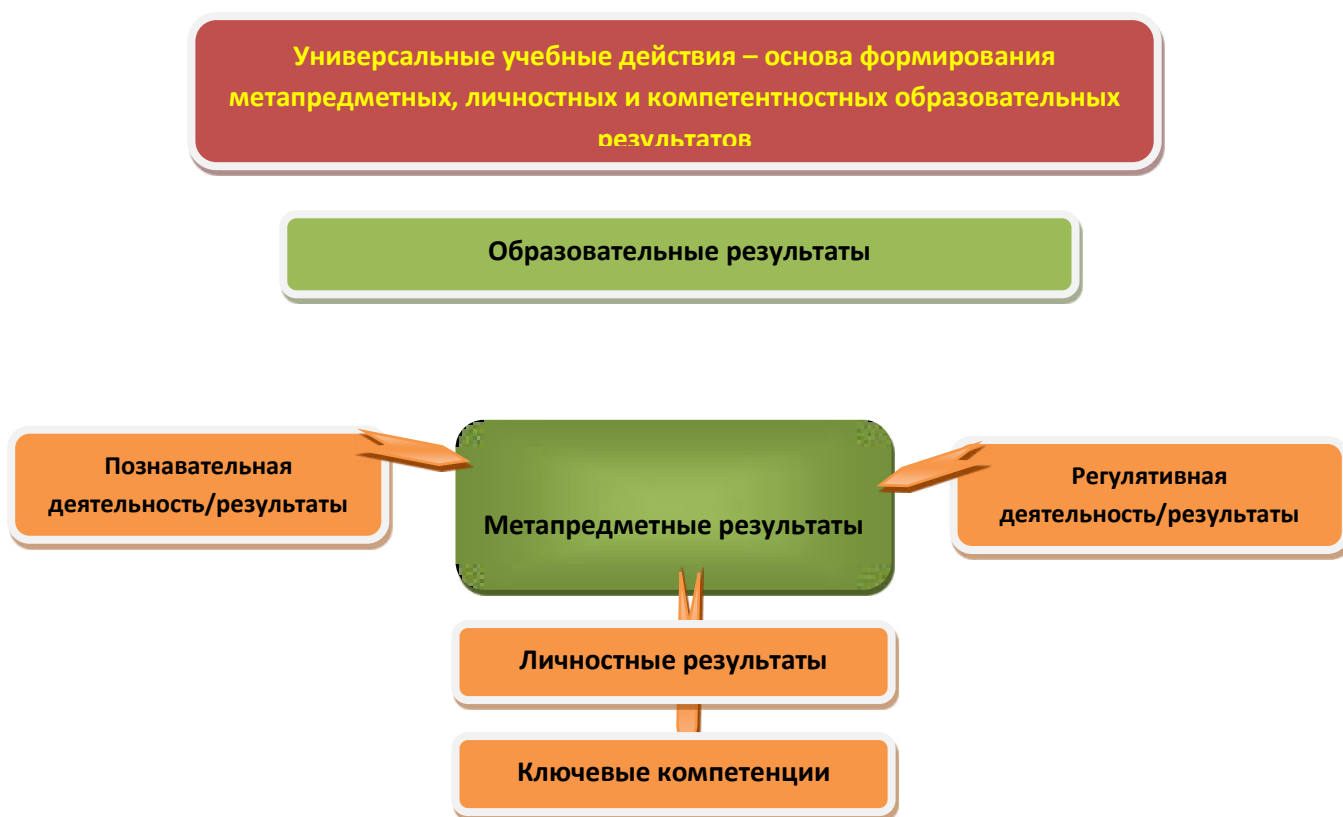 Универсальные учебные действия – основа формирования
метапредметных, личностных и компетентностных образовательных
результатов
Образовательные результаты
Познавательная
деятельность/результаты
Метапредметные результаты
Регулятивная
деятельность/результаты
Личностные результаты
Ключевые компетенции